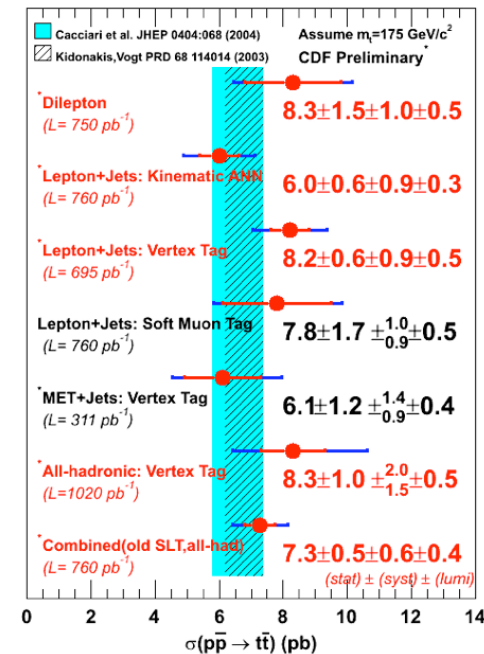 Cacciari et al. JHEP 0404:068 (2004)
Kidonakis,Vogt PRD 68 114014 (2003)
Assume mt=175 GeV/c2
CDF Preliminary*
*Dilepton
(L= 750 pb-1)
8.3±1.5±1.0±0.5
*Lepton+Jets: Kinematic ANN
(L= 760 pb-1)
6.0±0.6±0.9±0.3
*Lepton+Jets: Vertex Tag
(L= 695 pb-1)
8.2±0.6±0.9±0.5
Lepton+Jets: Soft Muon Tag
(L= 760 pb-1)
7.8±1.7 ±1.0 0.9 ±0.5
*MET+Jets: Vertex Tag
(L= 311 pb-1)
6.1±1.2 ±1.4 0.9 ±0.4
*All-hadronic: Vertex Tag
(L=1020 pb-1)
8.3±1.0 ±2.0 1.5 ±0.5
*Combined(old SLT,all-had)
(L= 760 pb-1)
7.3±0.5±0.6±0.4
(stat) ± (syst) ± (lumi)
0 2 4 6 8 10 12 14
σ(pp̄ → tt̄) (pb)